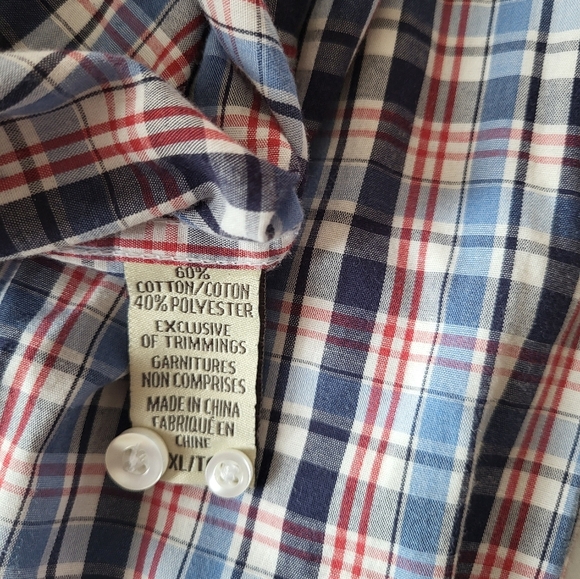 60%
COTTON/COTON
40% POLYESTER
EXCLUSIVE
OF TRIMMINGS
GARNITURES
NON COMPRISES
MADE IN CHINA
FABRIQUÉ EN
CHINE
XL/T